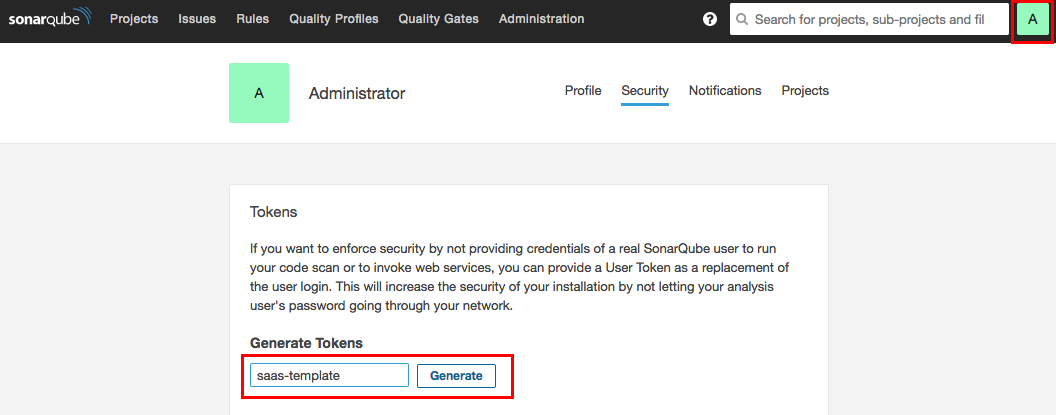 sonarqube Projects Issues Rules Quality Profiles Quality Gates Administration ? Search for projects, sub-projects and fil A
A Administrator Profile Security Notifications Projects
Tokens
If you want to enforce security by not providing credentials of a real SonarQube user to run
your code scan or to invoke web services, you can provide a User Token as a replacement of
the user login. This will increase the security of your installation by not letting your analysis
user's password going through your network.
Generate Tokens
saas-template Generate